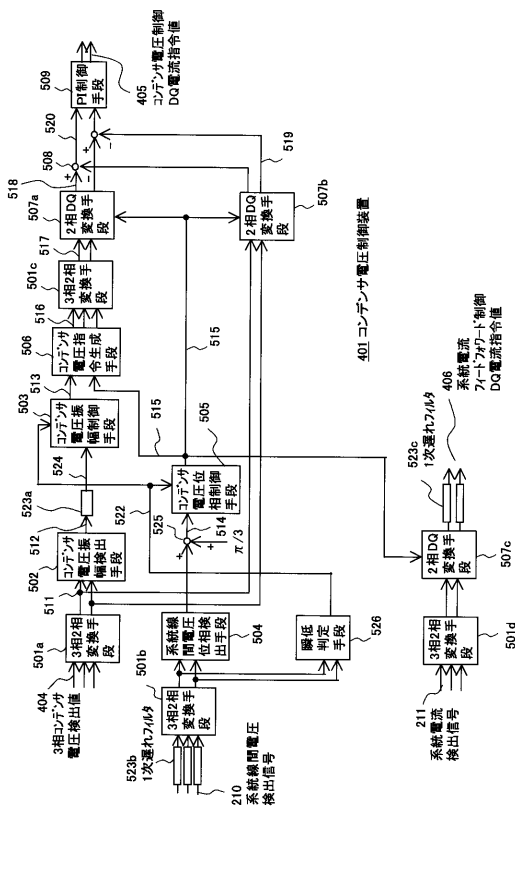 404
3相コンデンサ
電圧検出値
501a
3相2相
変換手
段
511
502
コンデンサ
電圧振
幅検出
手段
512
523a
524
503
コンデンサ
電圧振
幅制御
手段
513
506
コンデンサ
電圧指
令生成
手段
516
501c
3相2相
変換手
段
517
507a
2相DQ
変換手
段
518
508
+
-
+
-
520
509
PI制御
手段
405
コンデンサ電圧制御
DQ電流指令値
519
523b
1次遅れフィルタ
210
系統線間電圧
検出信号
501b
3相2相
変換手
段
系統線
間電圧
位相検
出手段
504
522
525
+
+
514
π/3
コンデンサ
電圧位
相制御
手段
505
515
515
2相DQ
変換手
段
507b
瞬低
判定
手段
526
401 コンデンサ電圧制御装置
211
系統電流
検出信号
3相2相
変換手
段
501d
2相DQ
変換手
段
507c
523c
1次遅れフィルタ
406
系統電流
フィードフォワード制御
DQ電流指令値